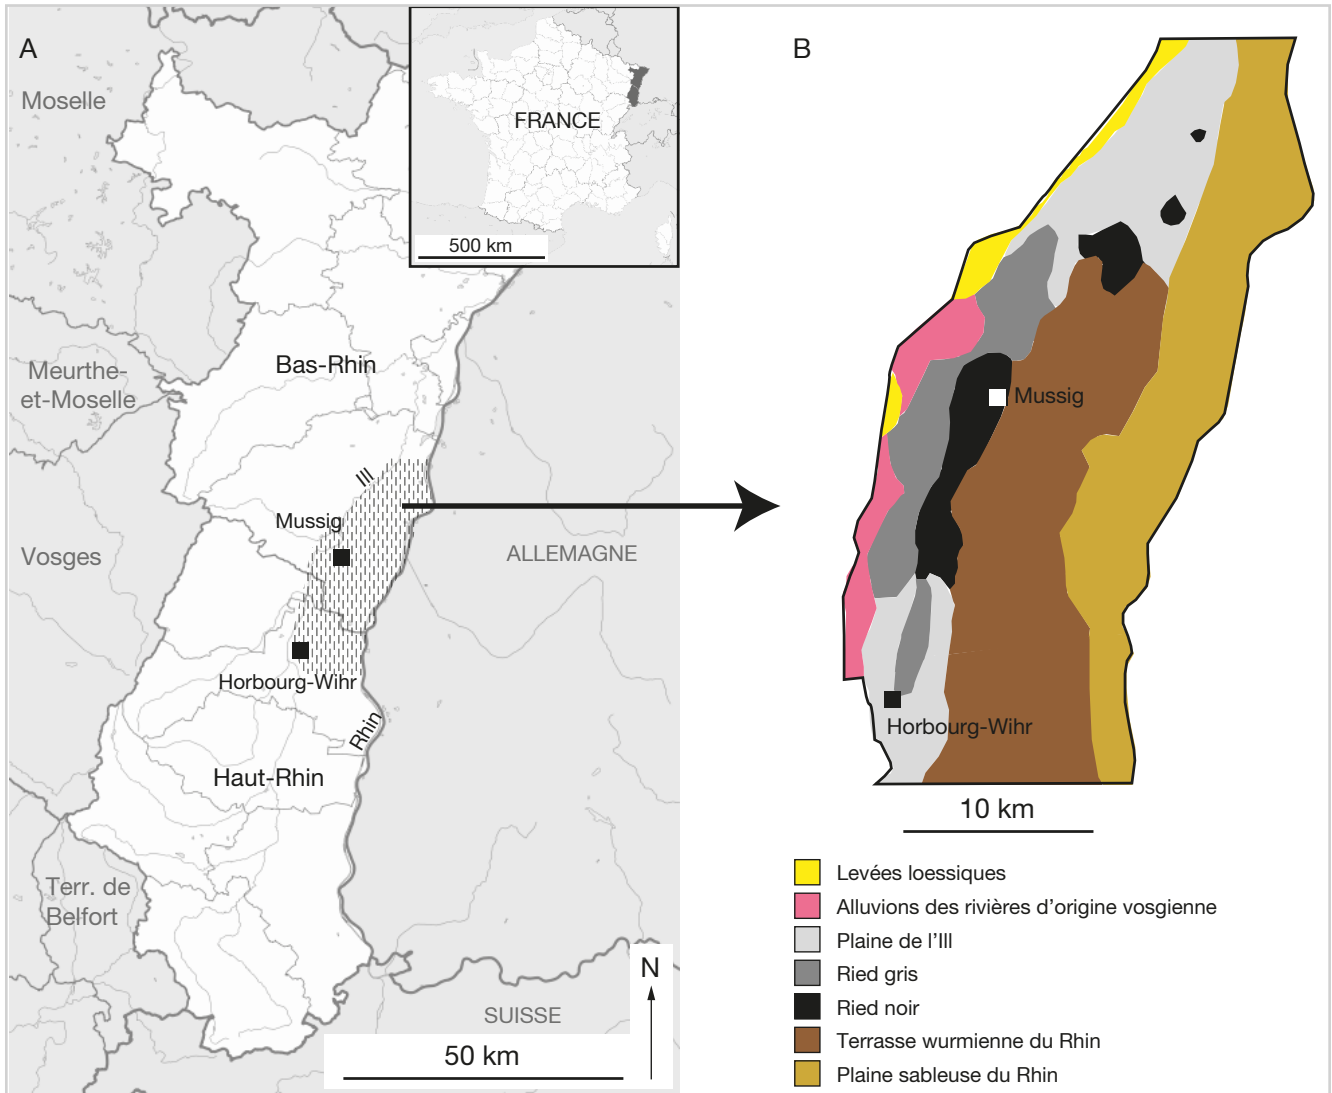 A
Moselle
FRANCE
500 km
Bas-Rhin
Meurthe-
et-Moselle
Ill
Mussig
Vosges
ALLEMAGNE
Horbourg-Wihr
Rhin
Haut-Rhin
Terr. de
Belfort
N
SUISSE
50 km
B
Mussig
Horbourg-Wihr
10 km
Levées loessiques
Alluvions des rivières d'origine vosgienne
Plaine de l'Ill
Ried gris
Ried noir
Terrasse wurmienne du Rhin
Plaine sableuse du Rhin